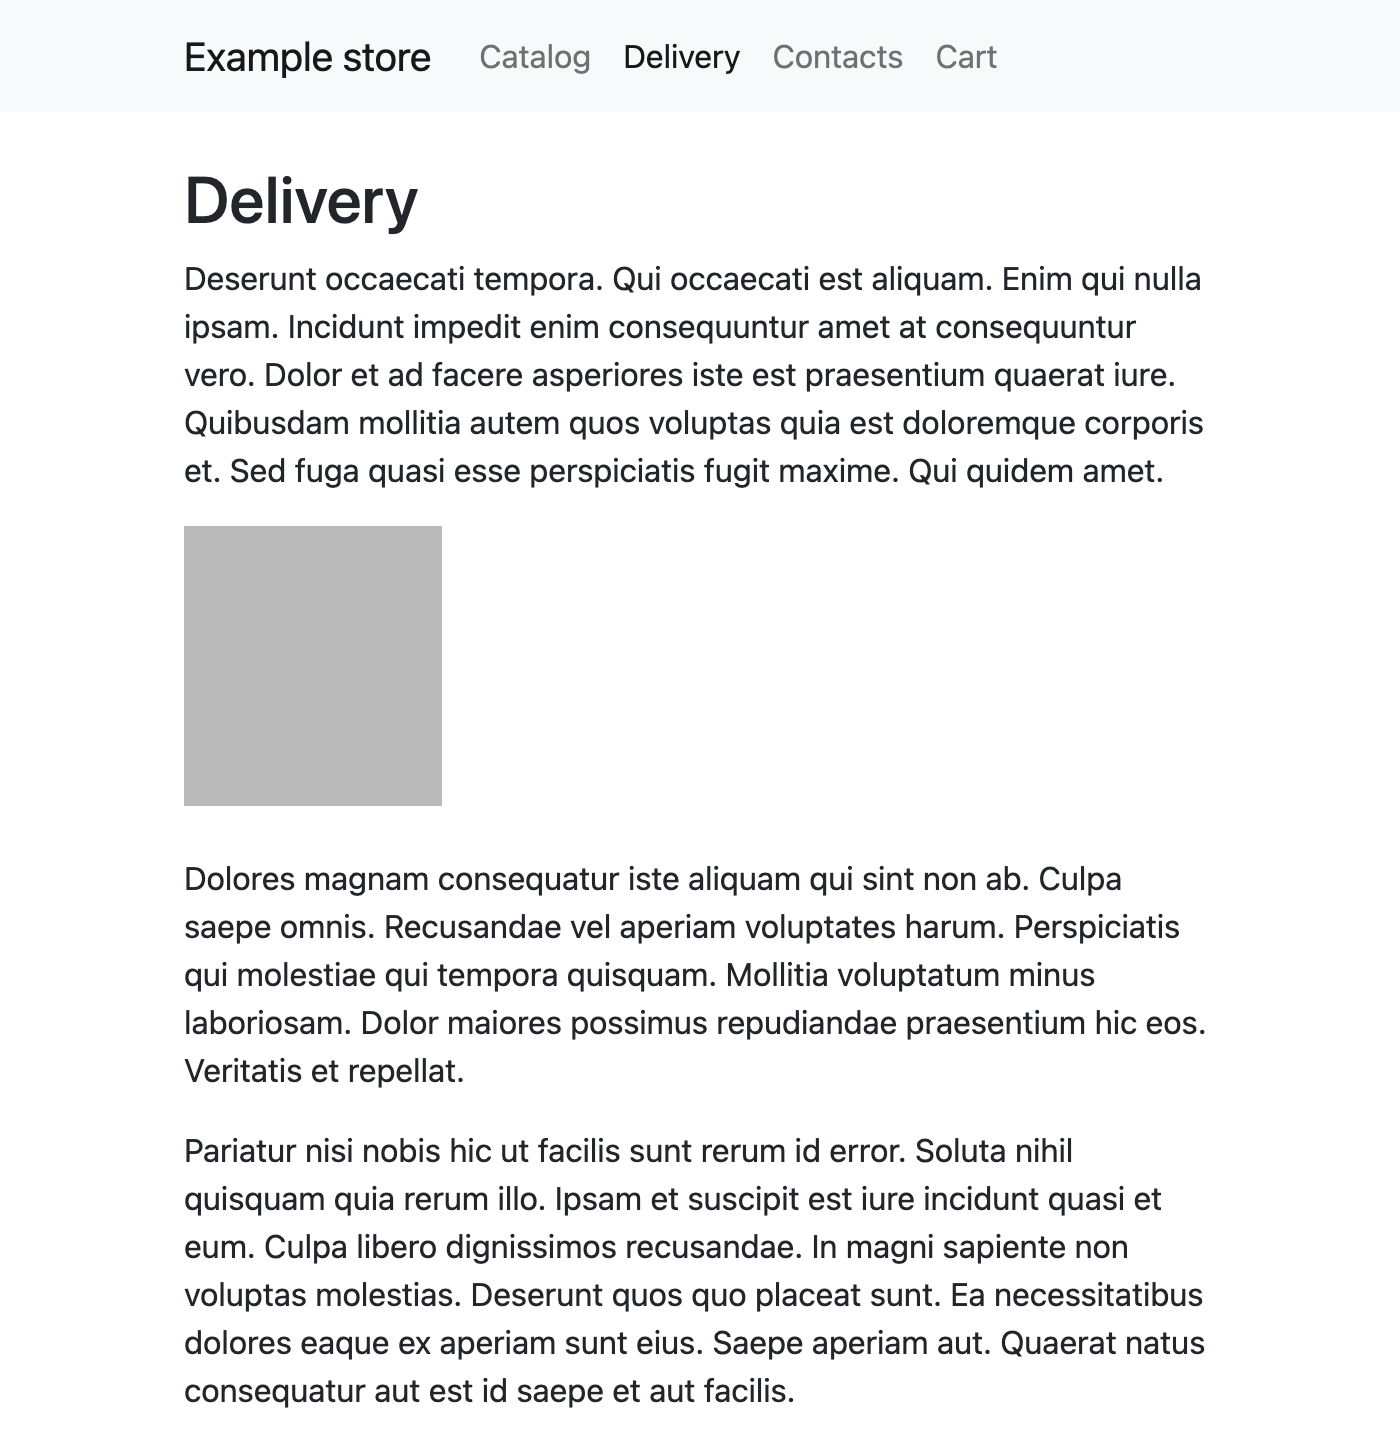 Example store Catalog Delivery Contacts Cart
Delivery
Deserunt occaecati tempora. Qui occaecati est aliquam. Enim qui nulla
ipsam. Incidunt impedit enim consequuntur amet at consequuntur
vero. Dolor et ad facere asperiores iste est praesentium quaerat iure.
Quibusdam mollitia autem quos voluptas quia est doloremque corporis
et. Sed fuga quasi esse perspiciatis fugit maxime. Qui quidem amet.
Dolores magnam consequatur iste aliquam qui sint non ab. Culpa
saepe omnis. Recusandae vel aperiam voluptates harum. Perspiciatis
qui molestiae qui tempora quisquam. Mollitia voluptatum minus
laboriosam. Dolor maiores possimus repudiandae praesentium hic eos.
Veritatis et repellat.
Pariatur nisi nobis hic ut facilis sunt rerum id error. Soluta nihil
quisquam quia rerum illo. Ipsam et suscipit est iure incidunt quasi et
eum. Culpa libero dignissimos recusandae. In magni sapiente non
voluptas molestias. Deserunt quos quo placeat sunt. Ea necessitatibus
dolores eaque ex aperiam sunt eius. Saepe aperiam aut. Quaerat natus
consequatur aut est id saepe et aut facilis.